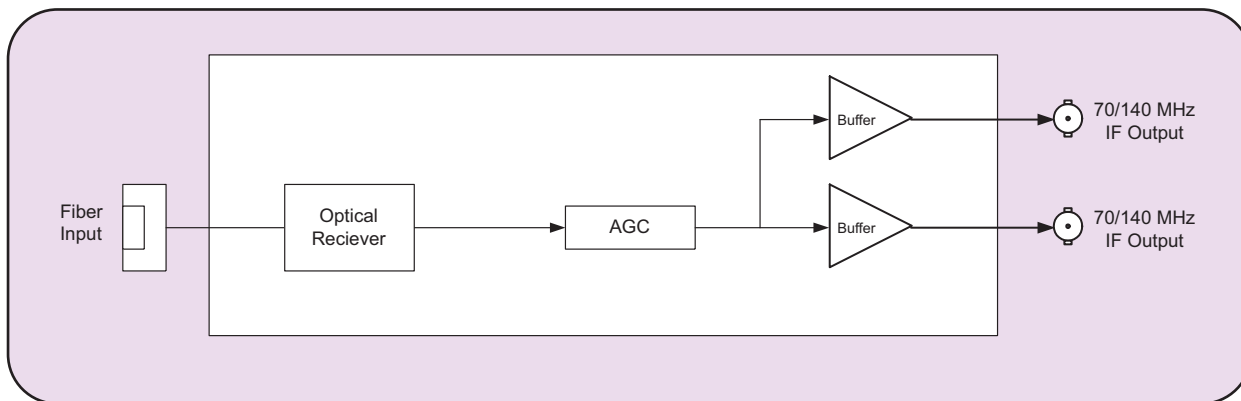 Buffer
70/140 MHz
IF Output
Fiber
Input
Optical
Reciever
AGC
Buffer
70/140 MHz
IF Output